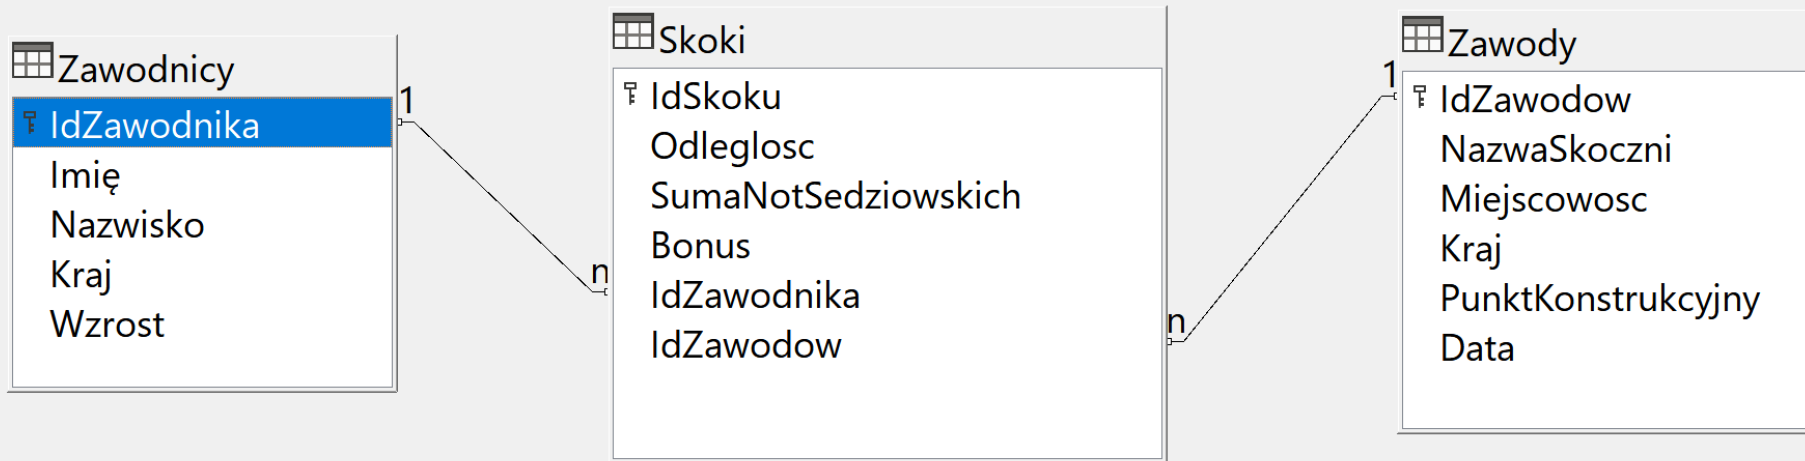 Zawodnicy
IdZawodnika
Imię
Nazwisko
Kraj
Wzrost
1
n
Skoki
IdSkoku
Odleglosc
SumaNotSedziowskich
Bonus
IdZawodnika
IdZawodow
n
1
Zawody
IdZawodow
NazwaSkoczni
Miejscowosc
Kraj
PunktKonstrukcyjny
Data